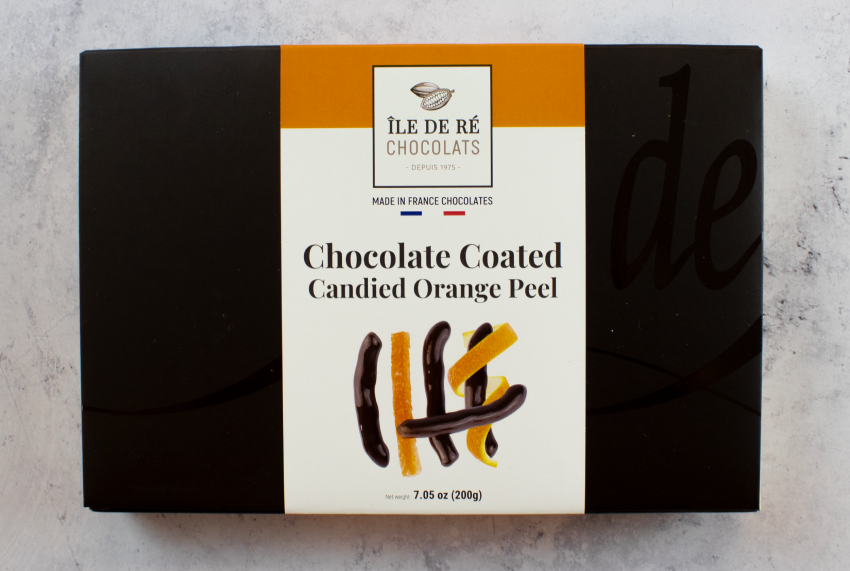 ÎLE DE RÉ
CHOCOLATS
- DEPUIS 1975 -
MADE IN FRANCE CHOCOLATES
Chocolate Coated
Candied Orange Peel
Net weight: 7.05 oz (200g)
de